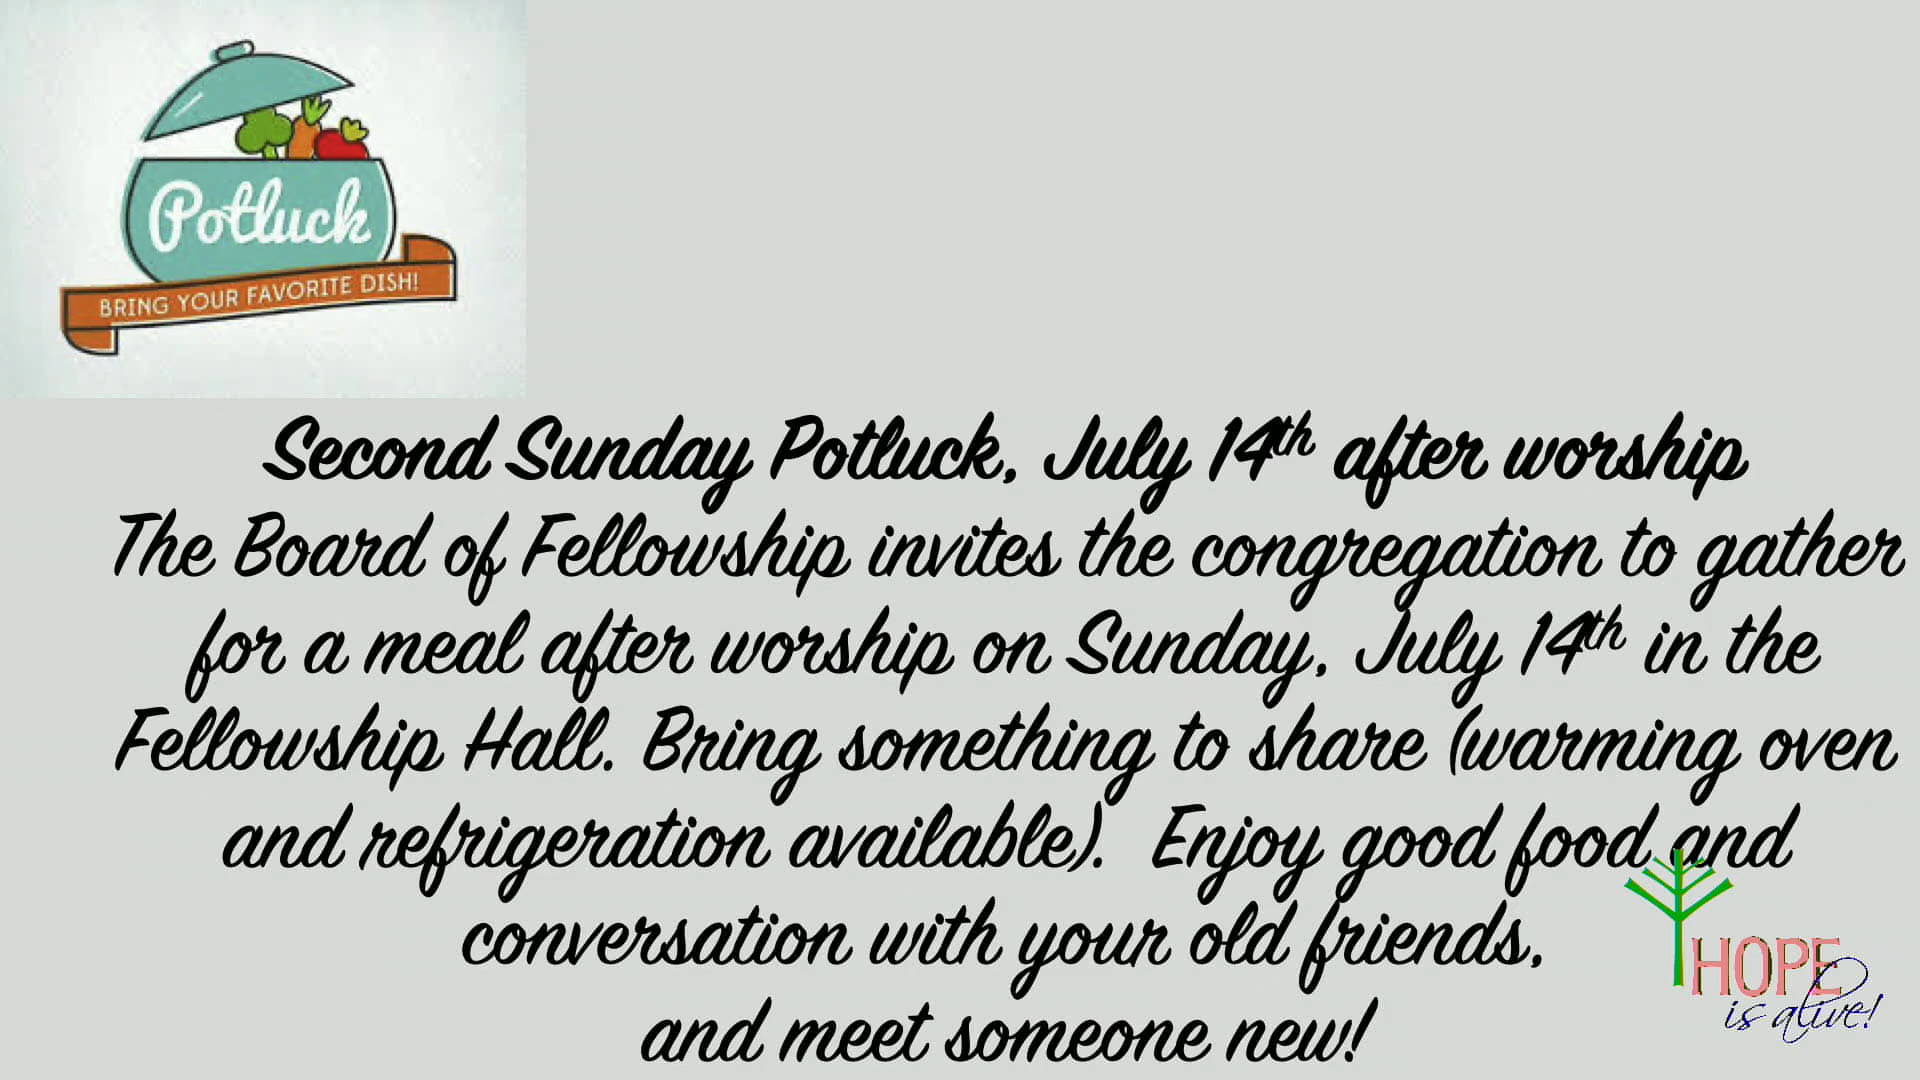 Potluck
BRING YOUR FAVORITE DISH!
Second Sunday Potluck, July 14th after worship
The Board of Fellowship invites the congregation to gather
for a meal after worship on Sunday, July 14th in the
Fellowship Hall. Bring something to share (warming oven
and refrigeration available).  Enjoy good food and
conversation with your old friends,
and meet someone new!
HOPE
is alive!